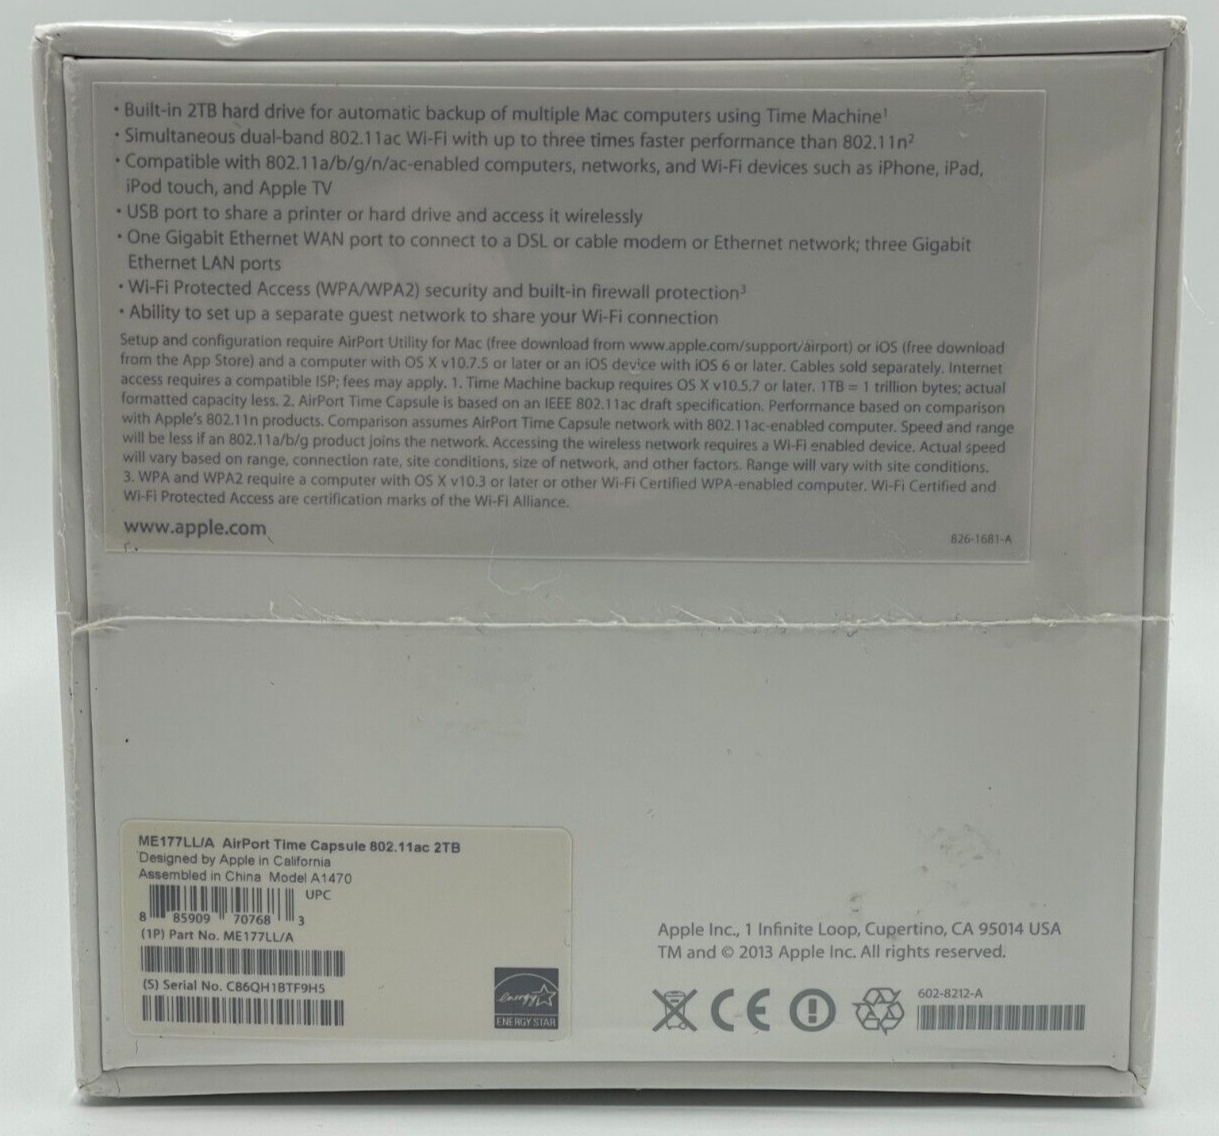 • Built-in 2TB hard drive for automatic backup of multiple Mac computers using Time Machine¹
• Simultaneous dual-band 802.11ac Wi-Fi with up to three times faster performance than 802.11n²
• Compatible with 802.11a/b/g/n/ac-enabled computers, networks, and Wi-Fi devices such as iPhone, iPad,
iPod touch, and Apple TV
• USB port to share a printer or hard drive and access it wirelessly
• One Gigabit Ethernet WAN port to connect to a DSL or cable modem or Ethernet network; three Gigabit
Ethernet LAN ports
• Wi-Fi Protected Access (WPA/WPA2) security and built-in firewall protection³
• Ability to set up a separate guest network to share your Wi-Fi connection
Setup and configuration require AirPort Utility for Mac (free download from www.apple.com/support/airport) or iOS (free download
from the App Store) and a computer with OS X v10.7.5 or later or an iOS device with iOS 6 or later. Cables sold separately. Internet
access requires a compatible ISP; fees may apply. 1. Time Machine backup requires OS X v10.5.7 or later. 1TB = 1 trillion bytes; actual
formatted capacity less. 2. AirPort Time Capsule is based on an IEEE 802.11ac draft specification. Performance based on comparison
with Apple's 802.11n products. Comparison assumes AirPort Time Capsule network with 802.11ac-enabled computer. Speed and range
will be less if an 802.11a/b/g product joins the network. Accessing the wireless network requires a Wi-Fi enabled device. Actual speed
will vary based on range, connection rate, site conditions, size of network, and other factors. Range will vary with site conditions.
3. WPA and WPA2 require a computer with OS X v10.3 or later or other Wi-Fi Certified WPA-enabled computer. Wi-Fi Certified and
Wi-Fi Protected Access are certification marks of the Wi-Fi Alliance.
www.apple.com
826-1681-A
ME177LL/A AirPort Time Capsule 802.11ac 2TB
Designed by Apple in California
Assembled in China Model A1470
UPC
8 85909 70768 3
(1P) Part No. ME177LL/A
(S) Serial No. C86QH1BTF9H5
energy
ENERGY STAR
Apple Inc., 1 Infinite Loop, Cupertino, CA 95014 USA
TM and © 2013 Apple Inc. All rights reserved.
CE
602-8212-A